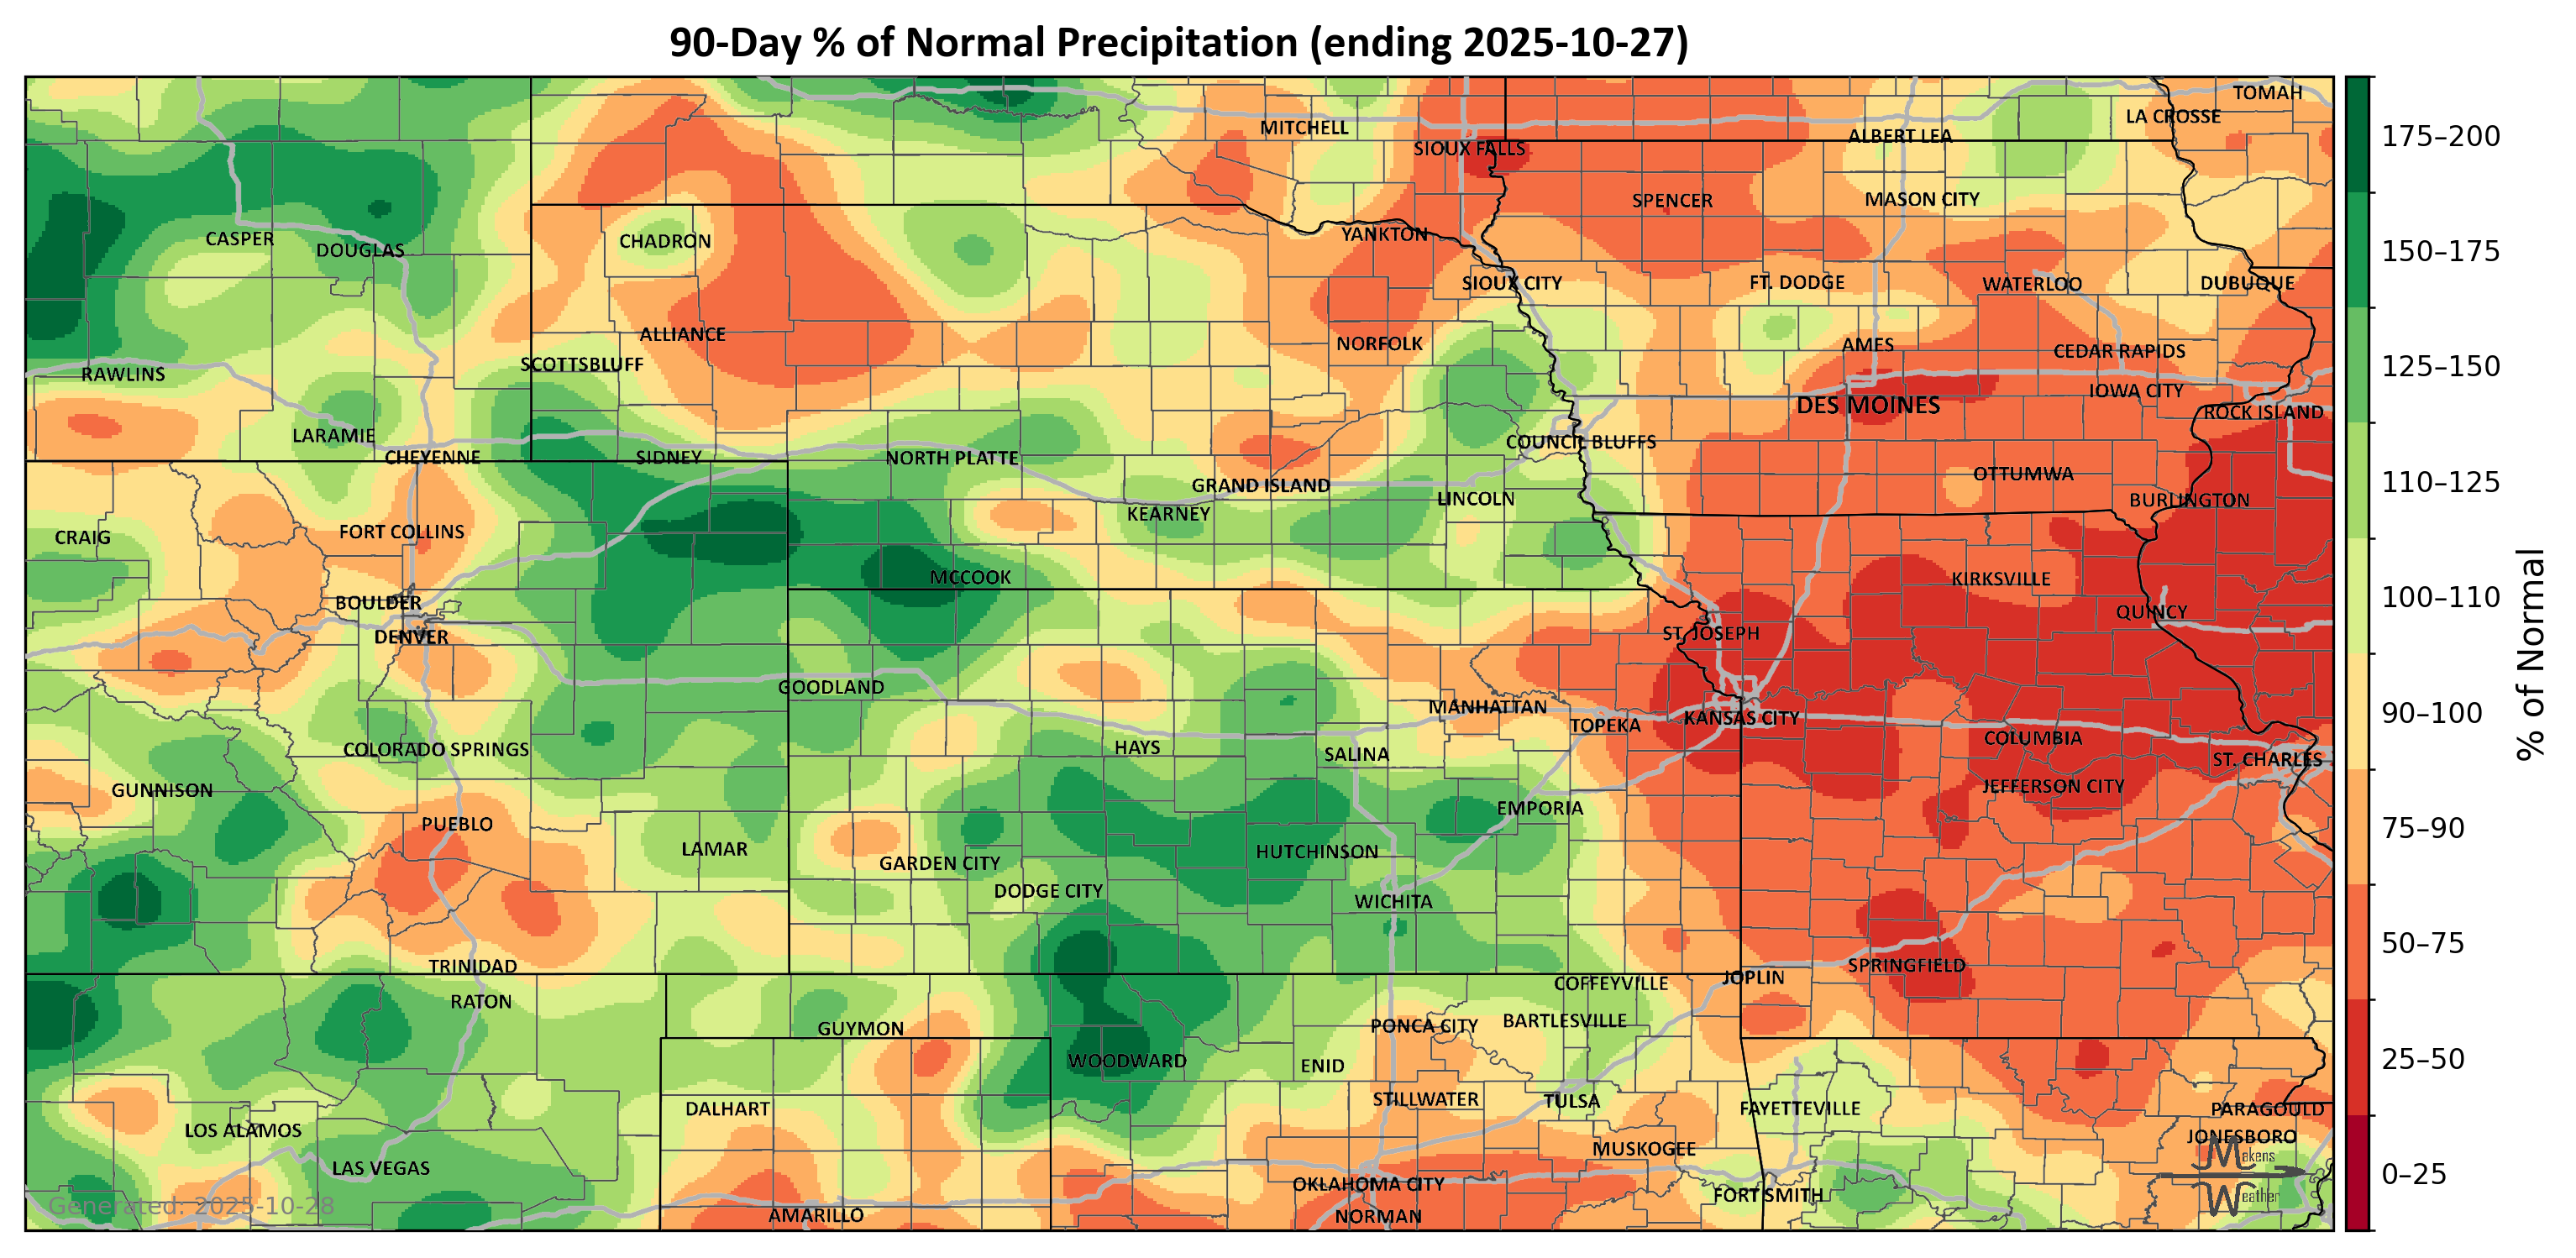 90-Day % of Normal Precipitation (ending 2025-10-27)
TOMAH
LA CROSSE
MITCHELL
ALBERT LEA
SIOUX FALLS
SPENCER
MASON CITY
YANKTON
CASPER
CHADRON
DOUGLAS
SIOUX CITY
FT. DODGE
WATERLOO
DUBUQUE
ALLIANCE
NORFOLK
AMES
CEDAR RAPIDS
SCOTTSBLUFF
RAWLINS
IOWA CITY
DES MOINES
ROCK ISLAND
LARAMIE
COUNCIL BLUFFS
CHEYENNE
SIDNEY
NORTH PLATTE
OTTUMWA
GRAND ISLAND
LINCOLN
BURLINGTON
KEARNEY
FORT COLLINS
CRAIG
MCCOOK
KIRKSVILLE
BOULDER
QUINCY
DENVER
ST. JOSEPH
GOODLAND
MANHATTAN
TOPEKA
KANSAS CITY
COLUMBIA
COLORADO SPRINGS
HAYS
SALINA
ST. CHARLES
GUNNISON
JEFFERSON CITY
EMPORIA
PUEBLO
LAMAR
HUTCHINSON
GARDEN CITY
DODGE CITY
WICHITA
TRINIDAD
SPRINGFIELD
JOPLIN
COFFEYVILLE
RATON
GUYMON
PONCA CITY
BARTLESVILLE
WOODWARD
ENID
STILLWATER
TULSA
DALHART
FAYETTEVILLE
PARAGOULD
LOS ALAMOS
JONESBORO
MUSKOGEE
LAS VEGAS
OKLAHOMA CITY
FORT SMITH
AMARILLO
NORMAN
Generated: 2025-10-28
Makens
Weather
175–200
150–175
125–150
110–125
100–110
90–100
75–90
50–75
25–50
0–25
% of Normal